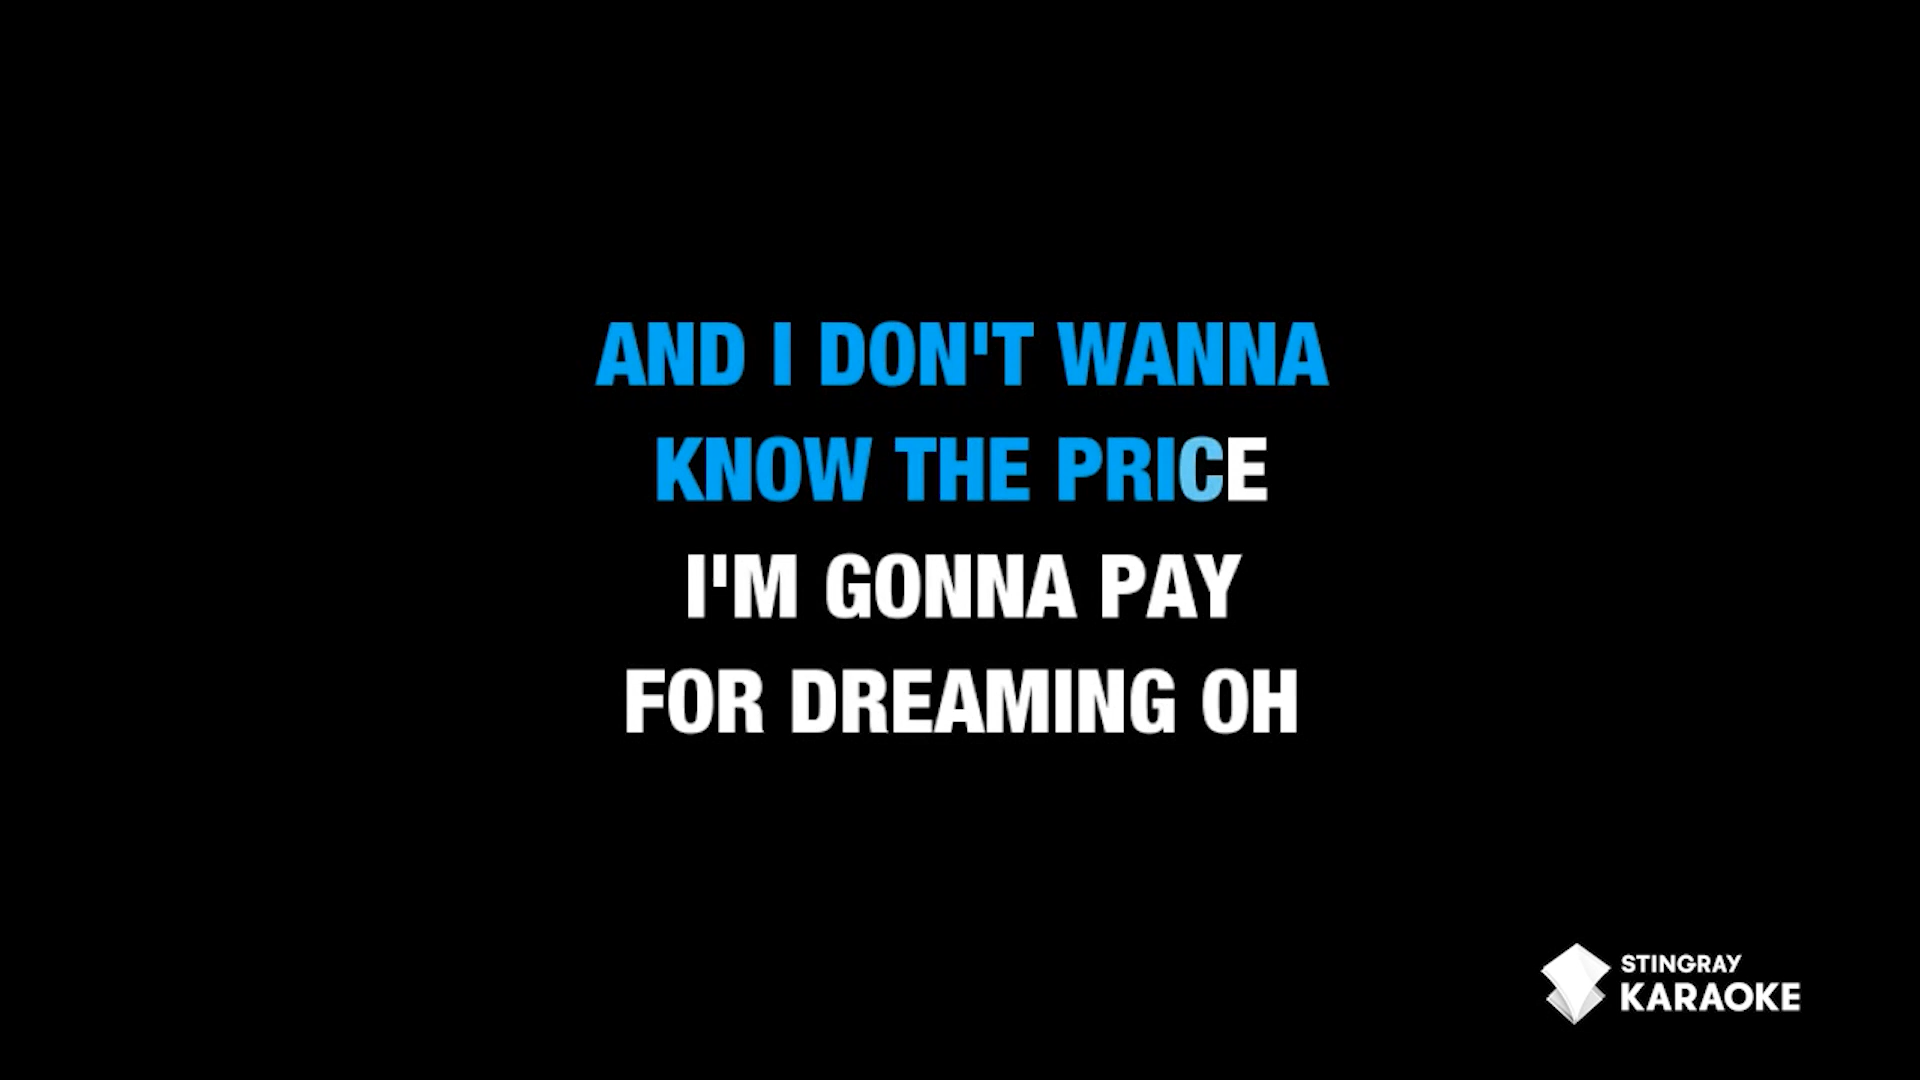 AND I DON'T WANNA
KNOW THE PRICE
I'M GONNA PAY
FOR DREAMING OH
STINGRAY
KARAOKE